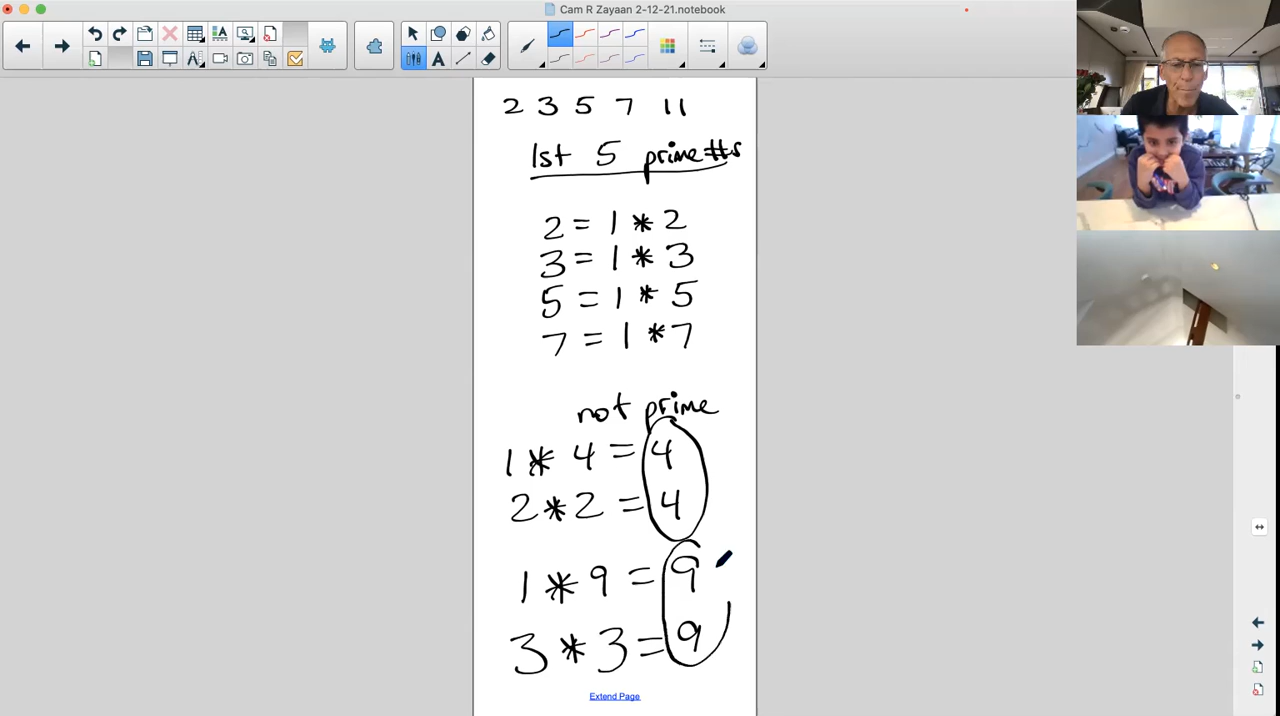 Cam R Zayaan 2-12-21.notebook
2 3 5 7 11
1st 5 prime #s
2 = 1 * 2
3 = 1 * 3
5 = 1 * 5
7 = 1 * 7
not prime
1 * 4 = 4
2 * 2 = 4
1 * 9 = 9
3 * 3 = 9
Extend Page